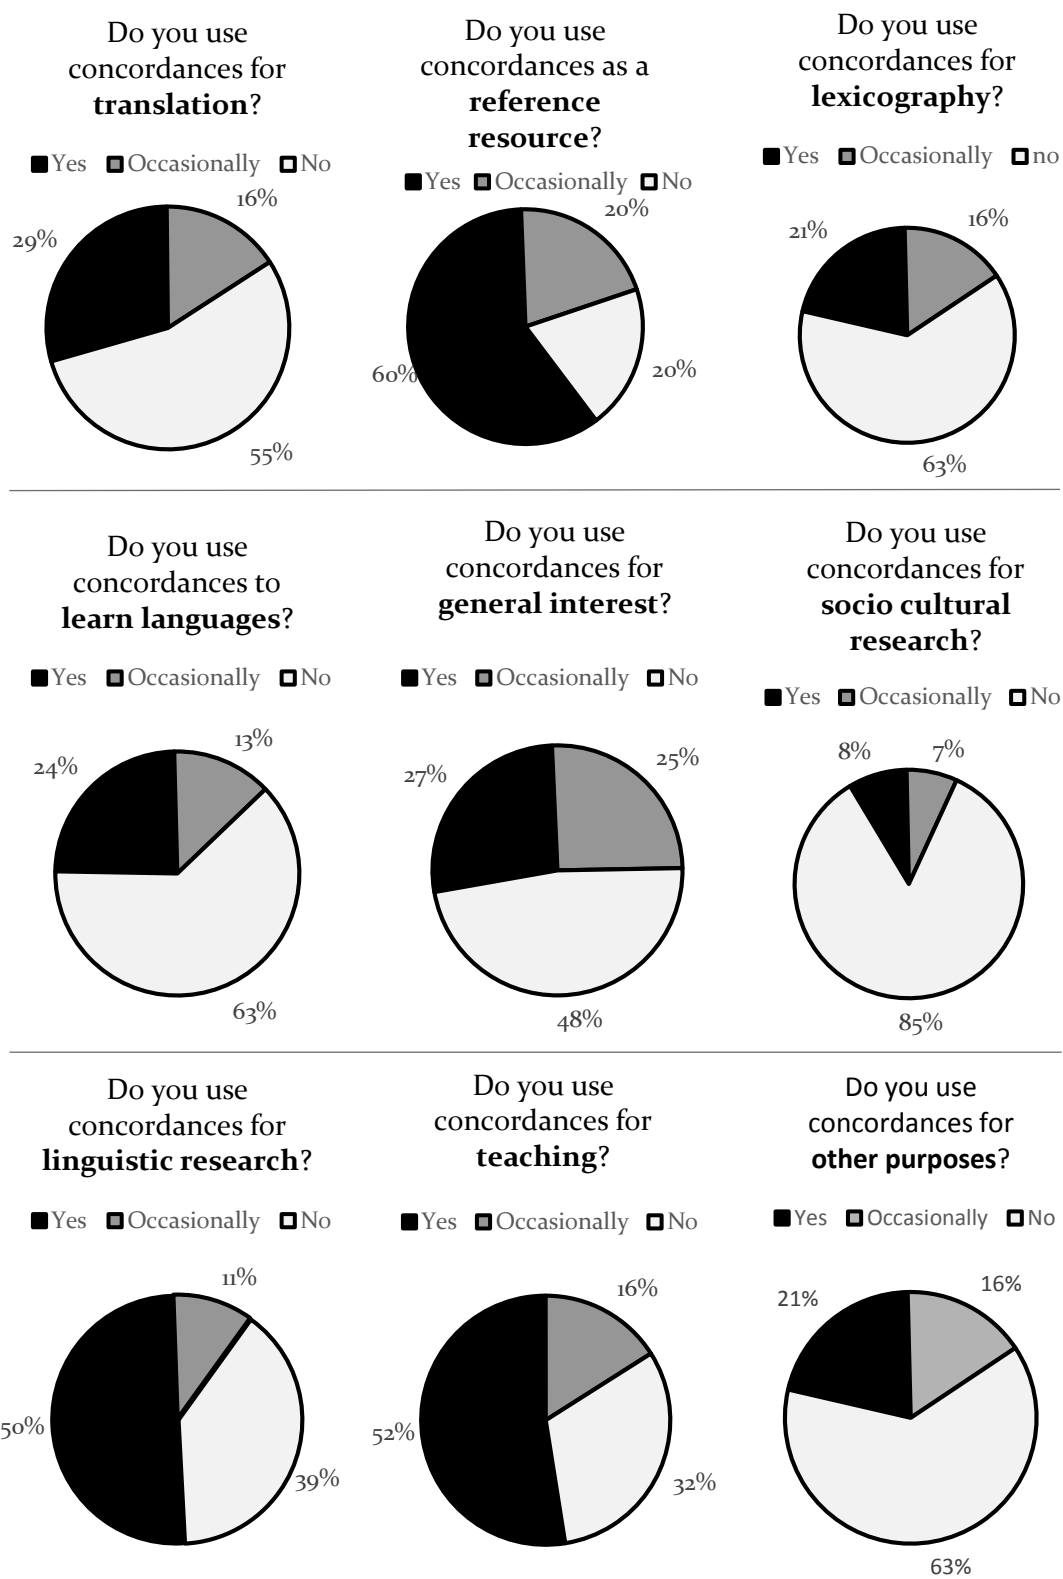 Do you use
concordances for
translation?
Yes Occasionally No
16%
29%
55%
Do you use
concordances as a
reference
resource?
Yes Occasionally No
20%
60%
20%
Do you use
concordances for
lexicography?
Yes Occasionally no
21%
16%
63%
Do you use
concordances to
learn languages?
Yes Occasionally No
13%
24%
63%
Do you use
concordances for
general interest?
Yes Occasionally No
27%
25%
48%
Do you use
concordances for
socio cultural
research?
Yes Occasionally No
8%
7%
85%
Do you use
concordances for
linguistic research?
Yes Occasionally No
11%
50%
39%
Do you use
concordances for
teaching?
Yes Occasionally No
16%
52%
32%
Do you use
concordances for
other purposes?
Yes Occasionally No
21%
16%
63%